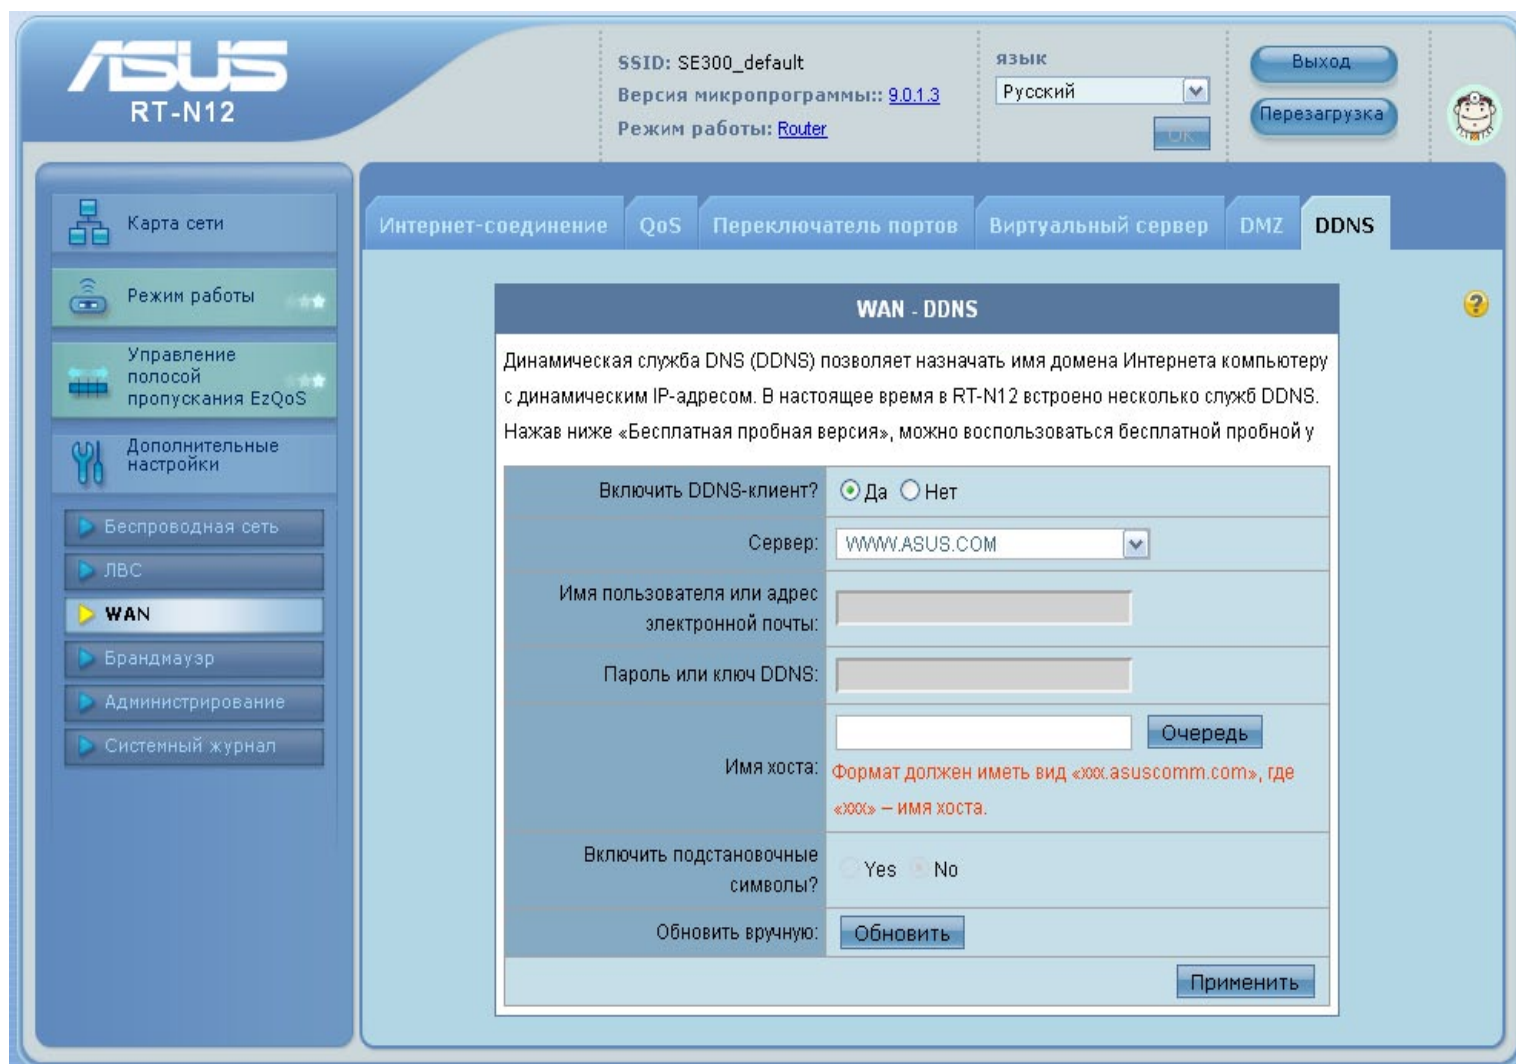 ASUS
RT-N12
SSID: SE300_default
Версия микропрограммы:: 9.0.1.3
Режим работы: Router
язык
Русский
OK
Выход
Перезагрузка
Карта сети
Режим работы
Управление
полосой
пропускания EzQoS
Дополнительные
настройки
Беспроводная сеть
ЛВС
WAN
Брандмауэр
Администрирование
Системный журнал
Интернет-соединение
QoS
Переключатель портов
Виртуальный сервер
DMZ
DDNS
WAN - DDNS
Динамическая служба DNS (DDNS) позволяет назначать имя домена Интернета компьютеру
с динамическим IP-адресом. В настоящее время в RT-N12 встроено несколько служб DDNS.
Нажав ниже «Бесплатная пробная версия», можно воспользоваться бесплатной пробной у
Включить DDNS-клиент?
Да Нет
Сервер:
WWW.ASUS.COM
Имя пользователя или адрес
электронной почты:
Пароль или ключ DDNS:
Имя хоста:
Очередь
Формат должен иметь вид «xxx.asuscomm.com», где
«xxx» – имя хоста.
Включить подстановочные
символы?
Yes No
Обновить вручную:
Обновить
Применить